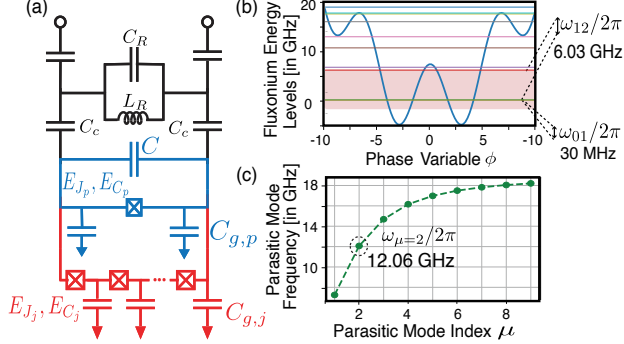 (a)
C_R
L_R
C_c
C_c
C
E_{J_p}, E_{C_p}
C_{g,p}
E_{J_j}, E_{C_j}
C_{g,j}
(b)
Fluxonium Energy
Levels [in GHz]
20
10
0
-10
-5
0
5
-10
Phase Variable ϕ
ω_{12}/2π
6.03 GHz
ω_{01}/2π
30 MHz
(c)
Parasitic Mode
Frequency [in GHz]
18
14
10
2
4
6
8
ω_{μ=2}/2π
12.06 GHz
Parasitic Mode Index μ